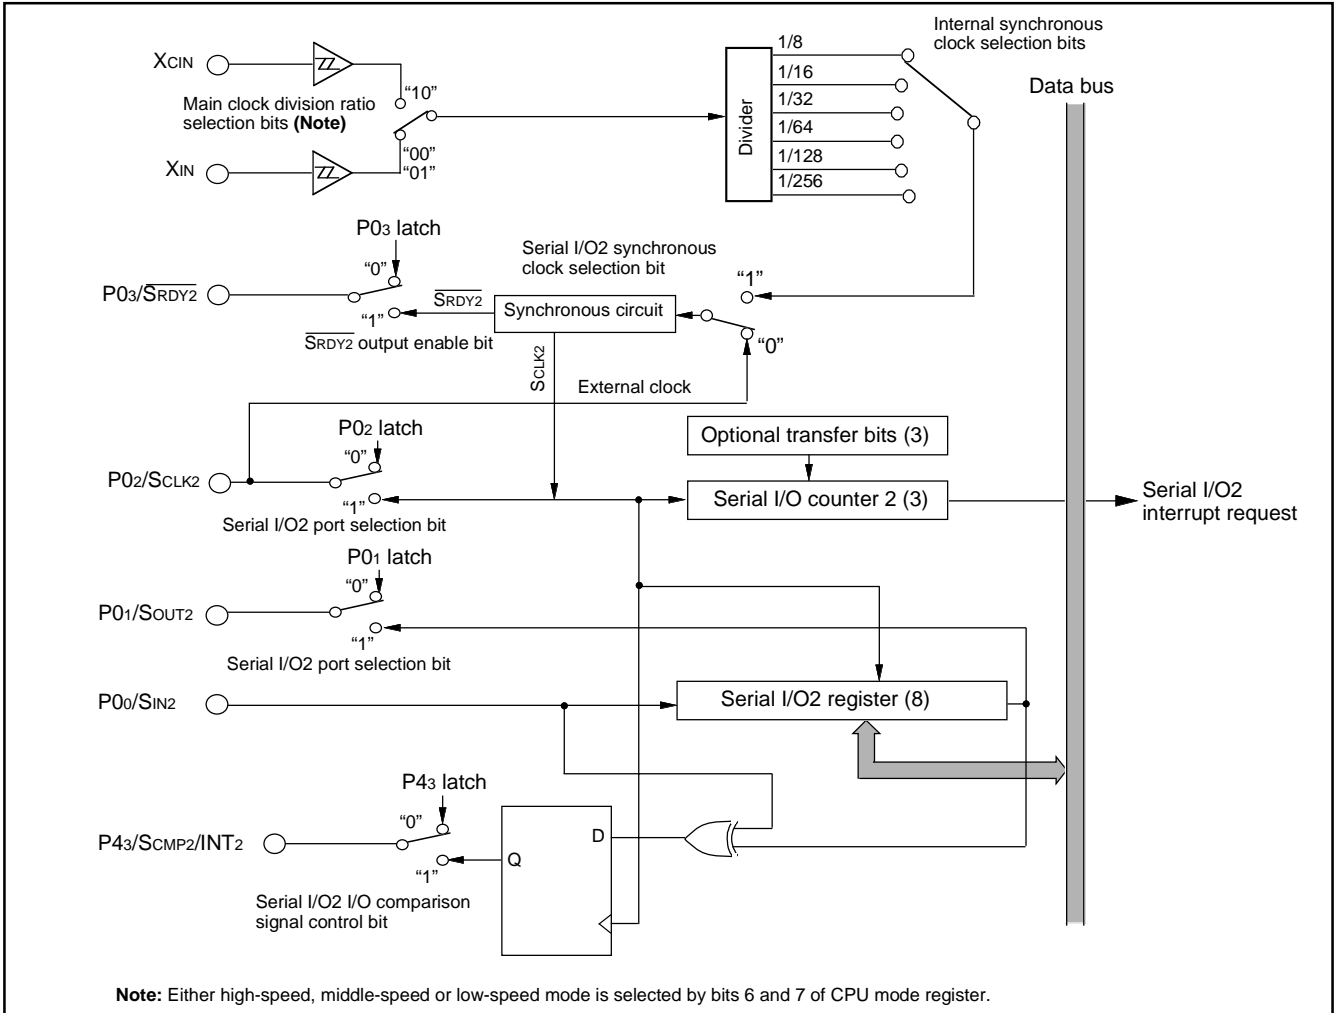 Internal synchronous
clock selection bits
XCIN
“10”
Main clock division ratio
selection bits (Note)
XIN
“00”
“01”
Divider
1/8
1/16
1/32
1/64
1/128
1/256
Data bus
P03 latch
“0”
P03/SRDY2
“1”
SRDY2
SRDY2 output enable bit
Serial I/O2 synchronous
clock selection bit
Synchronous circuit
“1”
“0”
SCLK2
External clock
P02 latch
“0”
P02/SCLK2
“1”
Serial I/O2 port selection bit
Optional transfer bits (3)
Serial I/O counter 2 (3)
Serial I/O2
interrupt request
P01 latch
“0”
P01/SOUT2
“1”
Serial I/O2 port selection bit
P00/SIN2
Serial I/O2 register (8)
P43 latch
“0”
P43/SCMP2/INT2
“1”
D
Q
Serial I/O2 I/O comparison
signal control bit
Note: Either high-speed, middle-speed or low-speed mode is selected by bits 6 and 7 of CPU mode register.